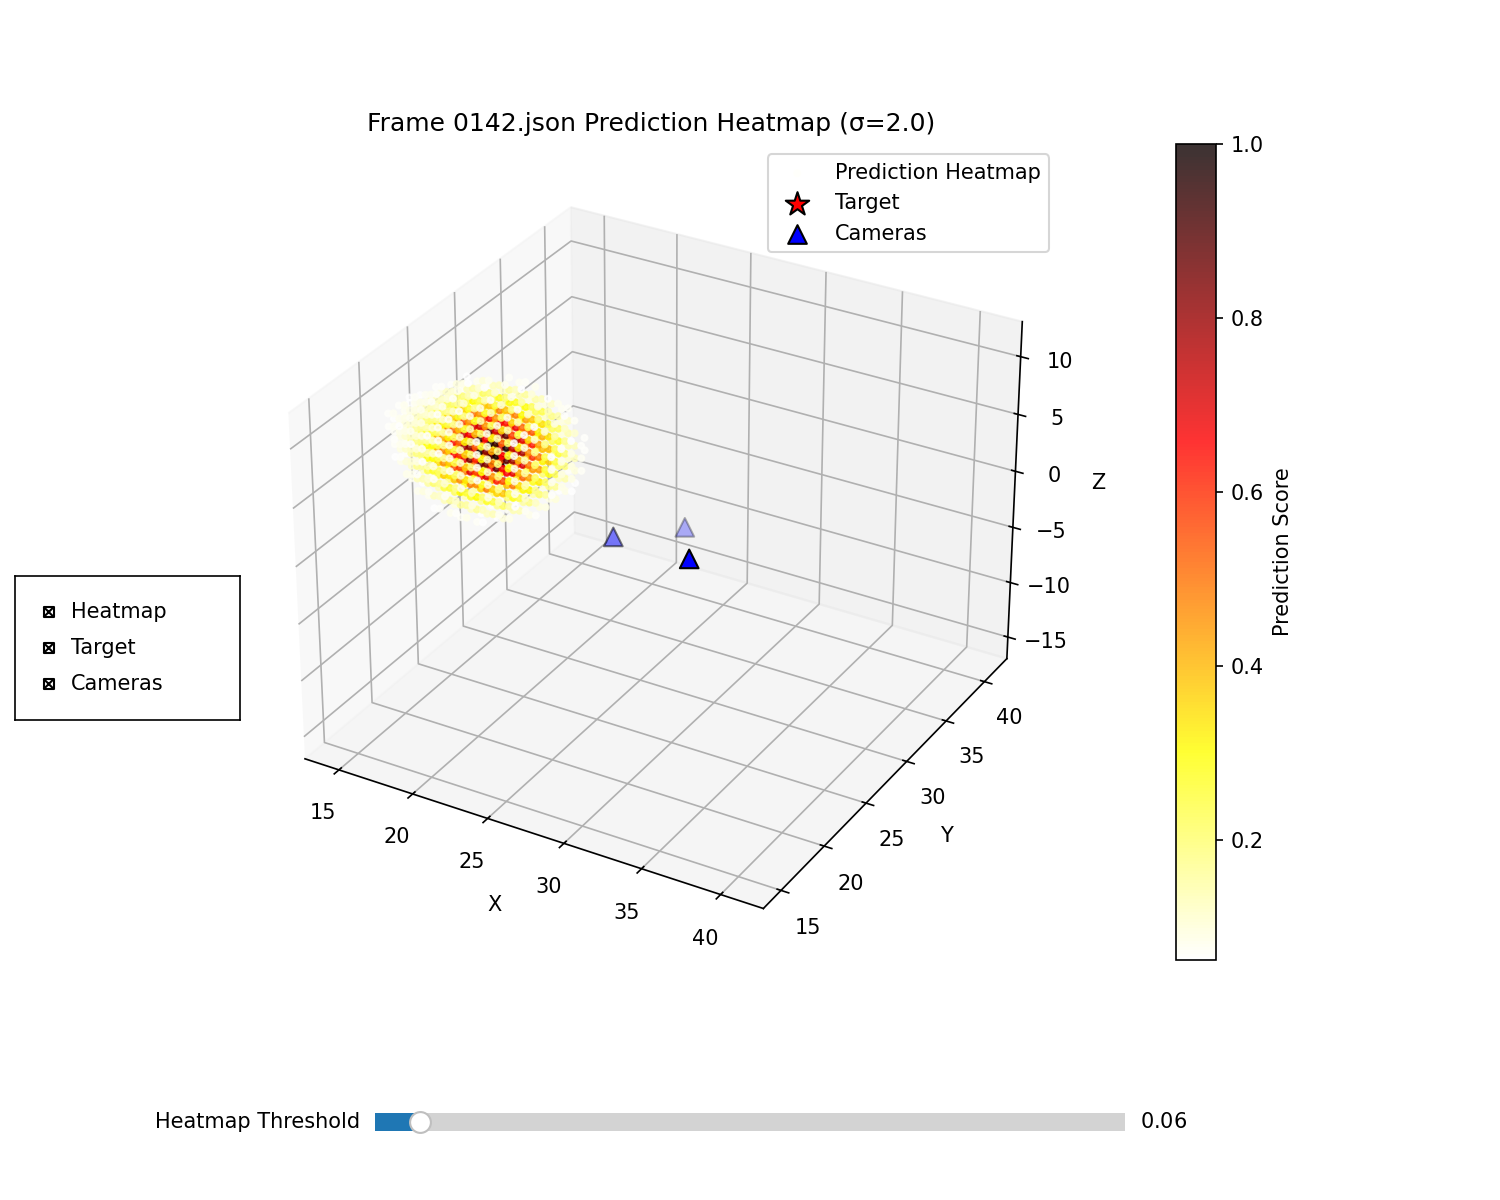 Frame 0142.json Prediction Heatmap (σ=2.0)
Prediction Heatmap
Target
Cameras
1.0
0.8
0.6
0.4
0.2
Prediction Score
10
5
0
−5
−10
−15
Z
Heatmap
Target
Cameras
15
20
25
30
35
40
X
15
20
25
30
35
40
Y
Heatmap Threshold
0.06